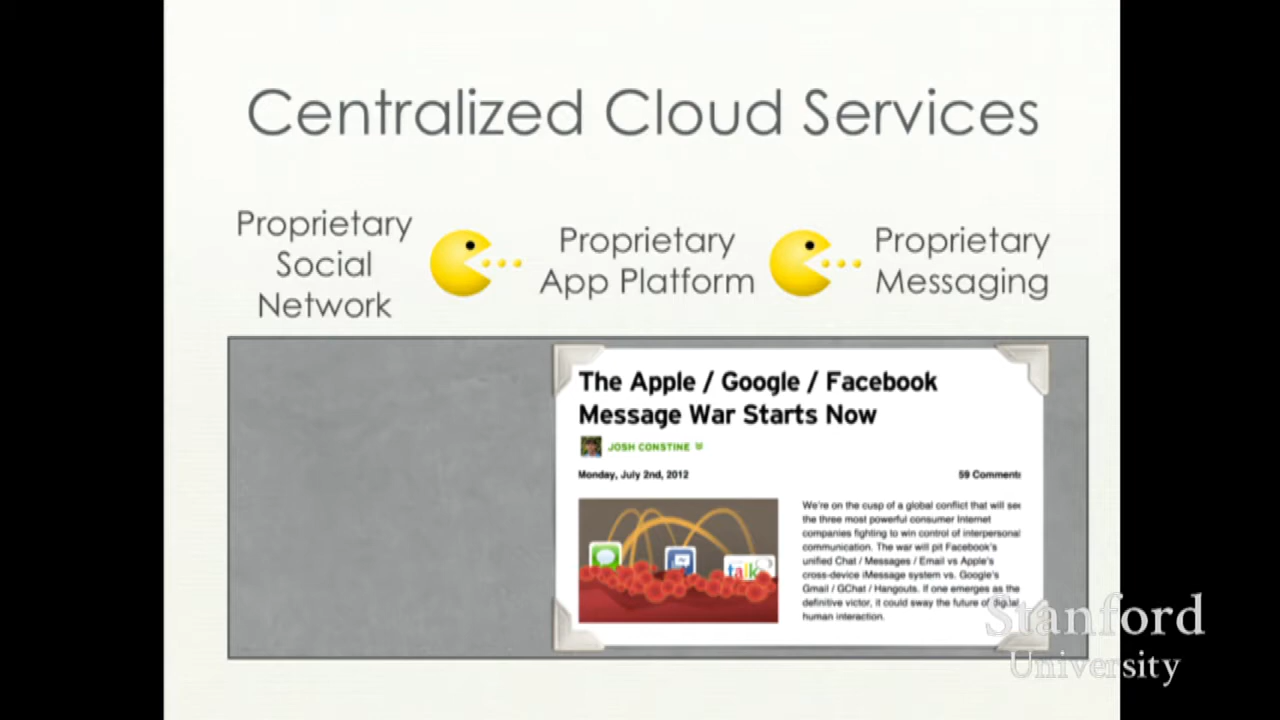 Centralized Cloud Services
Proprietary
Social
Network
Proprietary
App Platform
Proprietary
Messaging
The Apple / Google / Facebook
Message War Starts Now
JOSH CONSTINE
Monday, July 2nd, 2012
59 Comments
talk
We're on the cusp of a global conflict that will see
the three most powerful consumer Internet
companies fighting to win control of interpersonal
communication. The war will pit Facebook's
unified Chat / Messages / Email vs Apple's
cross-device iMessage system vs. Google's
Gmail / GChat / Hangouts. If one emerges as the
definitive victor, it could sway the future of digital
human interaction.
Stanford
University